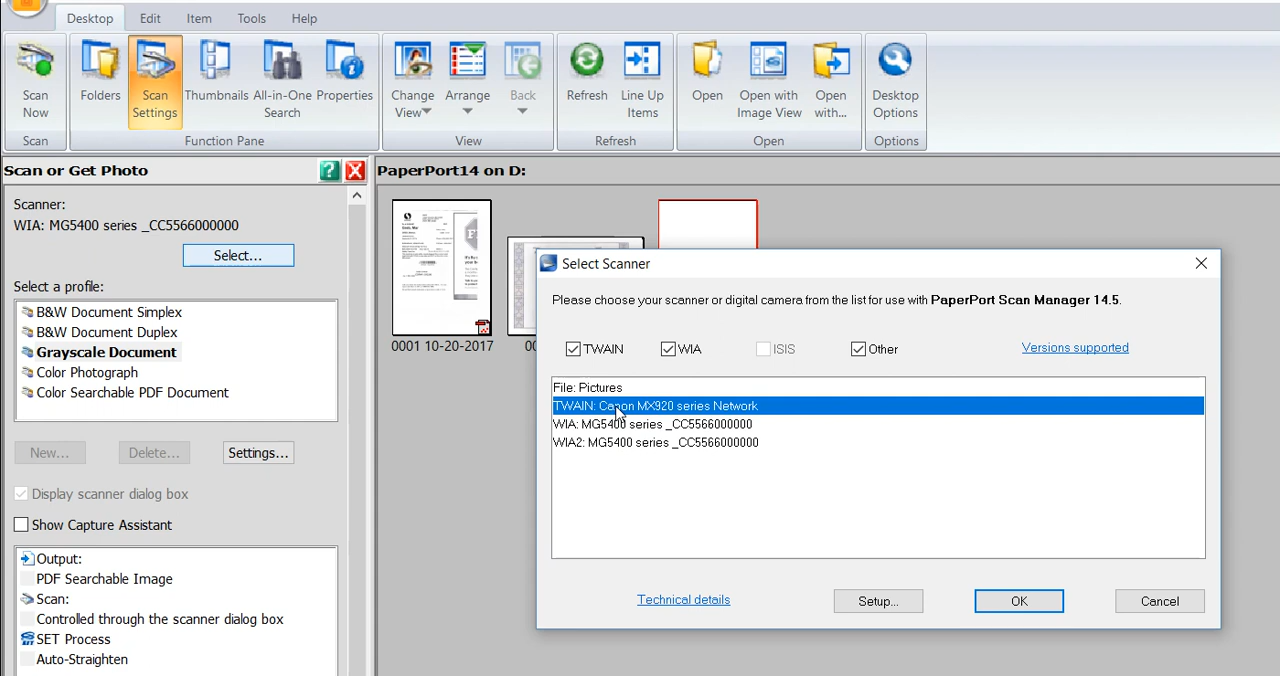 Desktop Edit Item Tools Help
Scan Now
Folders
Scan Settings
Thumbnails
All-in-One Search
Properties
Change View
Arrange
Back
Refresh
Line Up Items
Open
Open with Image View
Open with...
Desktop Options
Scan
Function Pane
View
Refresh
Open
Options
Scan or Get Photo
Scanner:
WIA: MG5400 series _CC5566000000
Select...
Select a profile:
B&W Document Simplex
B&W Document Duplex
Grayscale Document
Color Photograph
Color Searchable PDF Document
New... Delete... Settings...
Display scanner dialog box
Show Capture Assistant
Output:
PDF Searchable Image
Scan:
Controlled through the scanner dialog box
SET Process
Auto-Straighten
PaperPort14 on D:
0001 10-20-2017
Select Scanner
Please choose your scanner or digital camera from the list for use with PaperPort Scan Manager 14.5.
TWAIN WIA ISIS Other Versions supported
File: Pictures
TWAIN: Canon MX920 series Network
WIA: MG5400 series _CC5566000000
WIA2: MG5400 series _CC5566000000
Technical details Setup... OK Cancel